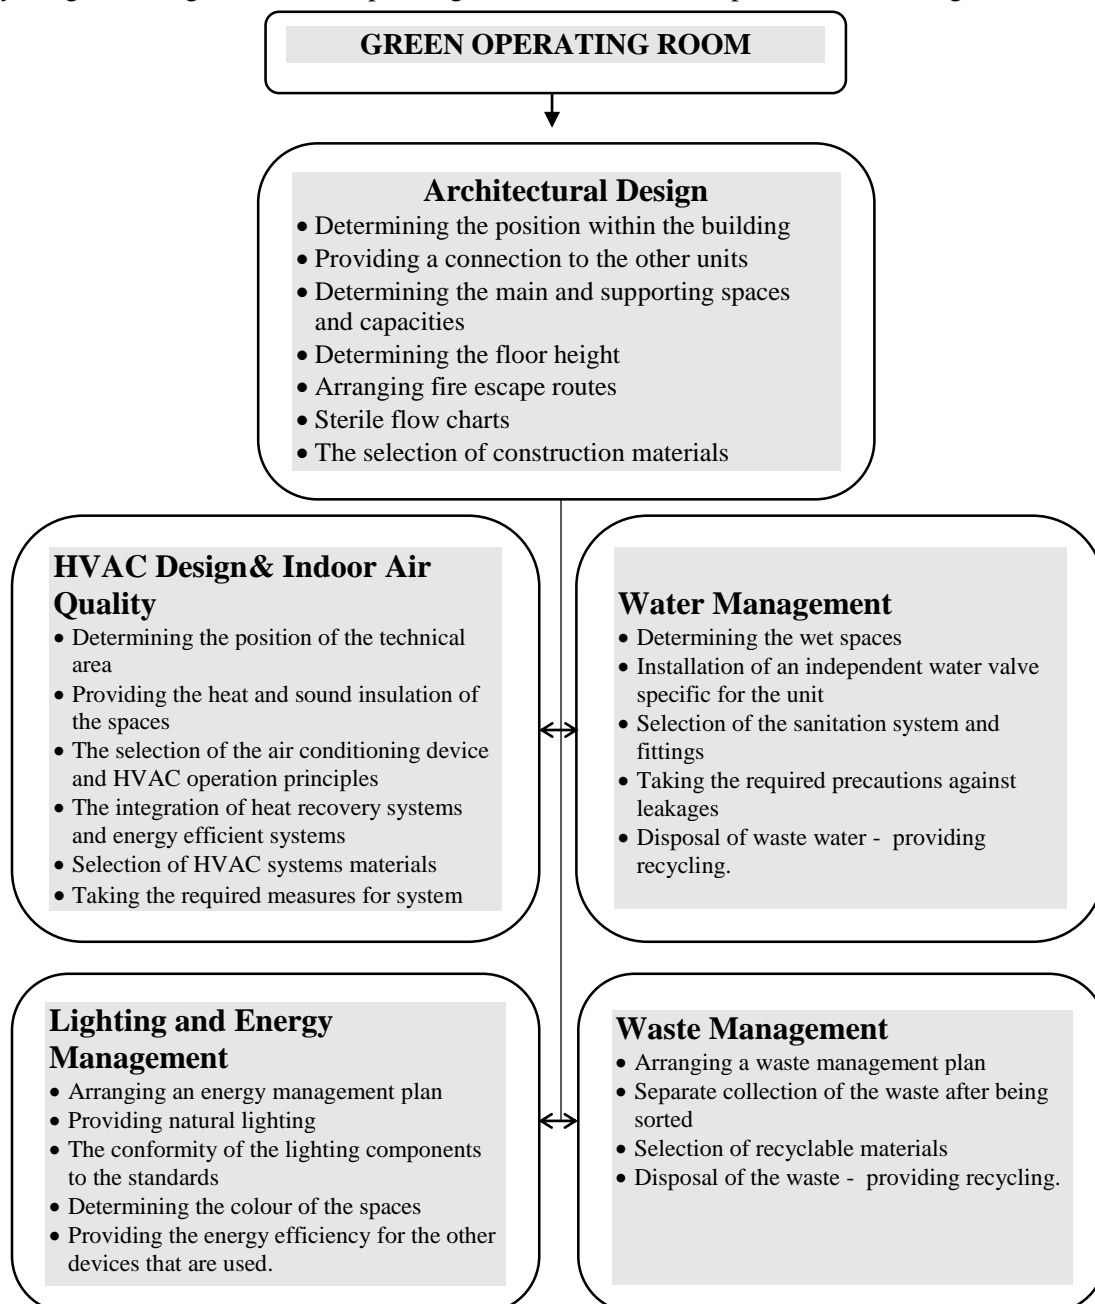 GREEN OPERATING ROOM
Architectural Design
• Determining the position within the building
• Providing a connection to the other units
• Determining the main and supporting spaces
and capacities
• Determining the floor height
• Arranging fire escape routes
• Sterile flow charts
• The selection of construction materials
HVAC Design& Indoor Air
Quality
• Determining the position of the technical
area
• Providing the heat and sound insulation of
the spaces
• The selection of the air conditioning device
and HVAC operation principles
• The integration of heat recovery systems
and energy efficient systems
• Selection of HVAC systems materials
• Taking the required measures for system
Water Management
• Determining the wet spaces
• Installation of an independent water valve
specific for the unit
• Selection of the sanitation system and
fittings
• Taking the required precautions against
leakages
• Disposal of waste water - providing
recycling.
Lighting and Energy
Management
• Arranging an energy management plan
• Providing natural lighting
• The conformity of the lighting components
to the standards
• Determining the colour of the spaces
• Providing the energy efficiency for the other
devices that are used.
Waste Management
• Arranging a waste management plan
• Separate collection of the waste after being
sorted
• Selection of recyclable materials
• Disposal of the waste - providing recycling.